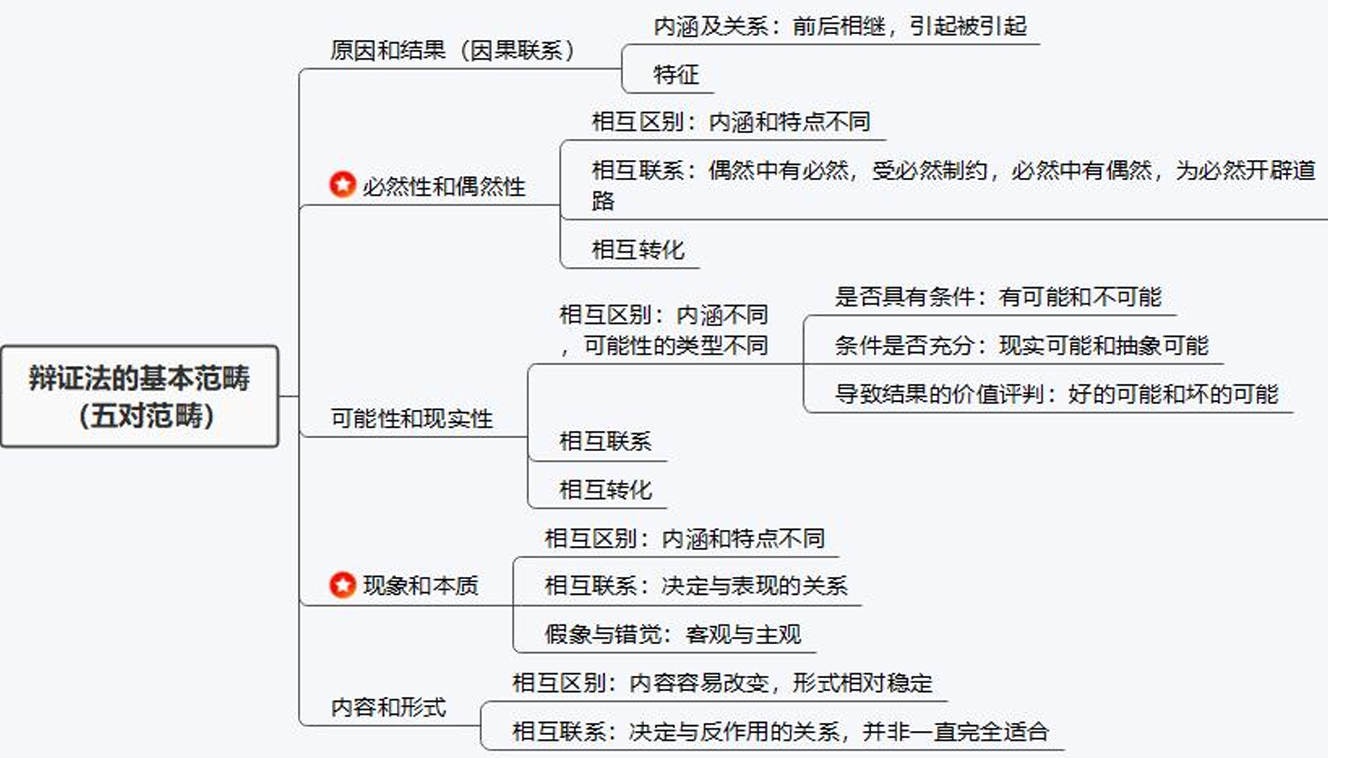 辩证法的基本范畴
（五对范畴）
原因和结果（因果联系）
内涵及关系：前后相继，引起被引起
特征
必然性和偶然性
相互区别：内涵和特点不同
相互联系：偶然中有必然，受必然制约，必然中有偶然，为必然开辟道
路
相互转化
可能性和现实性
相互区别：内涵不同
，可能性的类型不同
是否具有条件：有可能和不可能
条件是否充分：现实可能和抽象可能
导致结果的价值评判：好的可能和坏的可能
相互联系
相互转化
现象和本质
相互区别：内涵和特点不同
相互联系：决定与表现的关系
假象与错觉：客观与主观
内容和形式
相互区别：内容容易改变，形式相对稳定
相互联系：决定与反作用的关系，并非一直完全适合